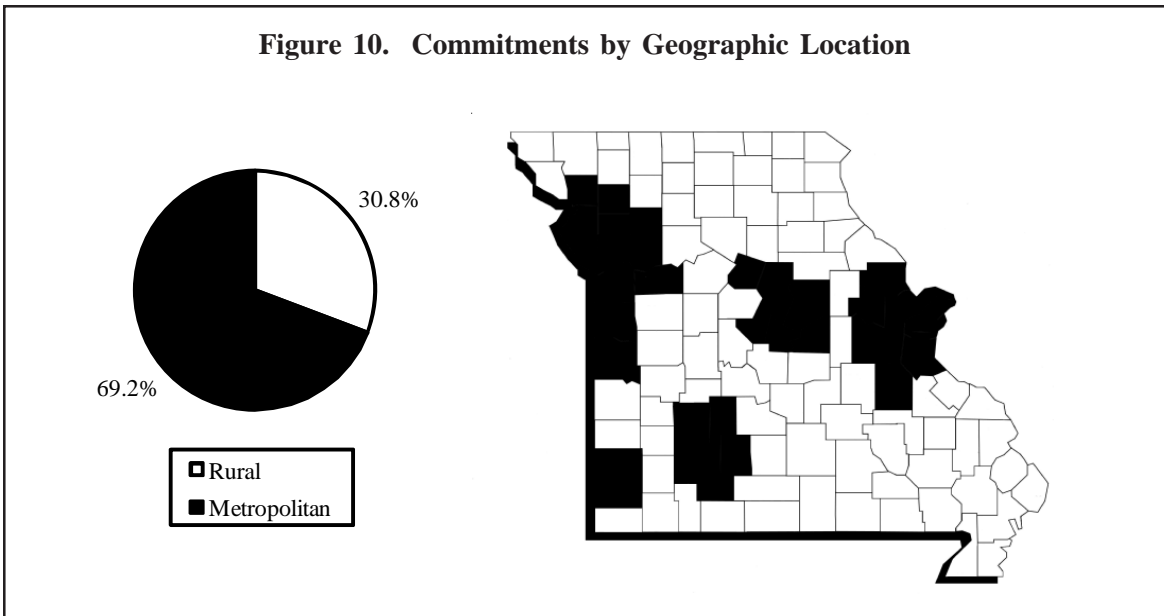 Figure 10. Commitments by Geographic Location
30.8%
69.2%
Rural
Metropolitan